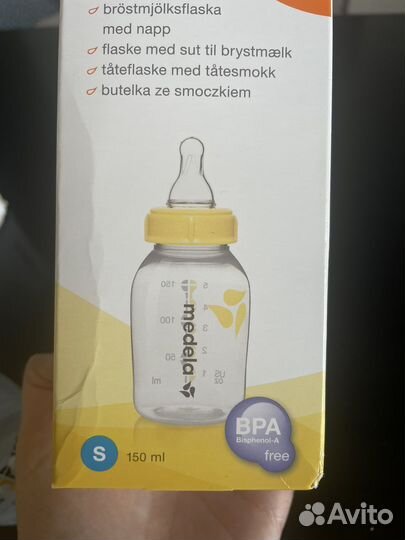 bröstmjölksflaska
med napp
flaske med sut til brystmælk
tåteflaske med tåtesmokk
butelka ze smoczkiem
150
5
4
100
3
2
50
US
1
ml
oz
medela
BPA
Bisphenol-A
free
S 150 ml
Avito